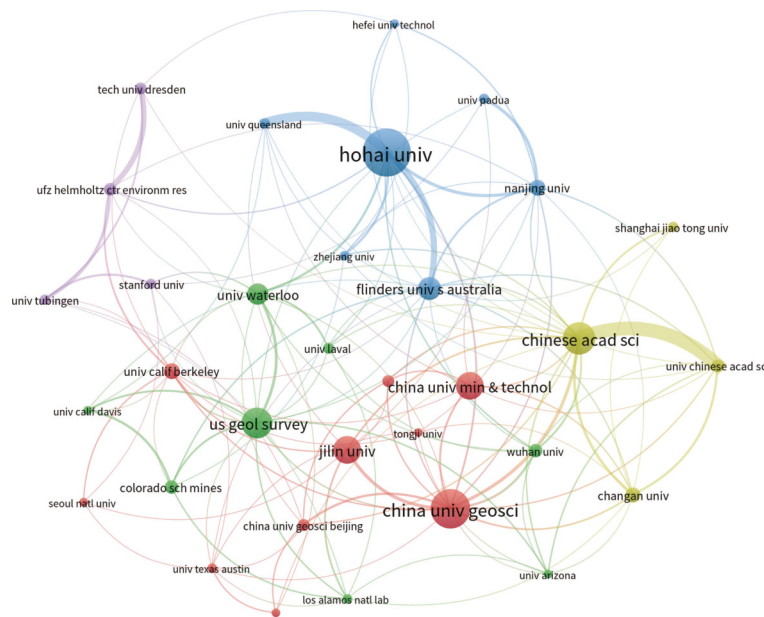 hefei univ technol
tech univ dresden
univ padua
univ queensland
hohai univ
ufz helmholtz ctr environm res
nanjing univ
shanghai jiao tong univ
zhejiang univ
stanford univ
univ tubingen
univ waterloo
flinders univ s australia
chinese acad sci
univ laval
univ chinese acad sc
univ calif berkeley
china univ min & technol
univ calif davis
us geol survey
tongji univ
jilin univ
wuhan univ
colorado sch mines
changan univ
seoul natl univ
china univ geosci
china univ geosci beijing
univ texas austin
univ arizona
los alamos natl lab